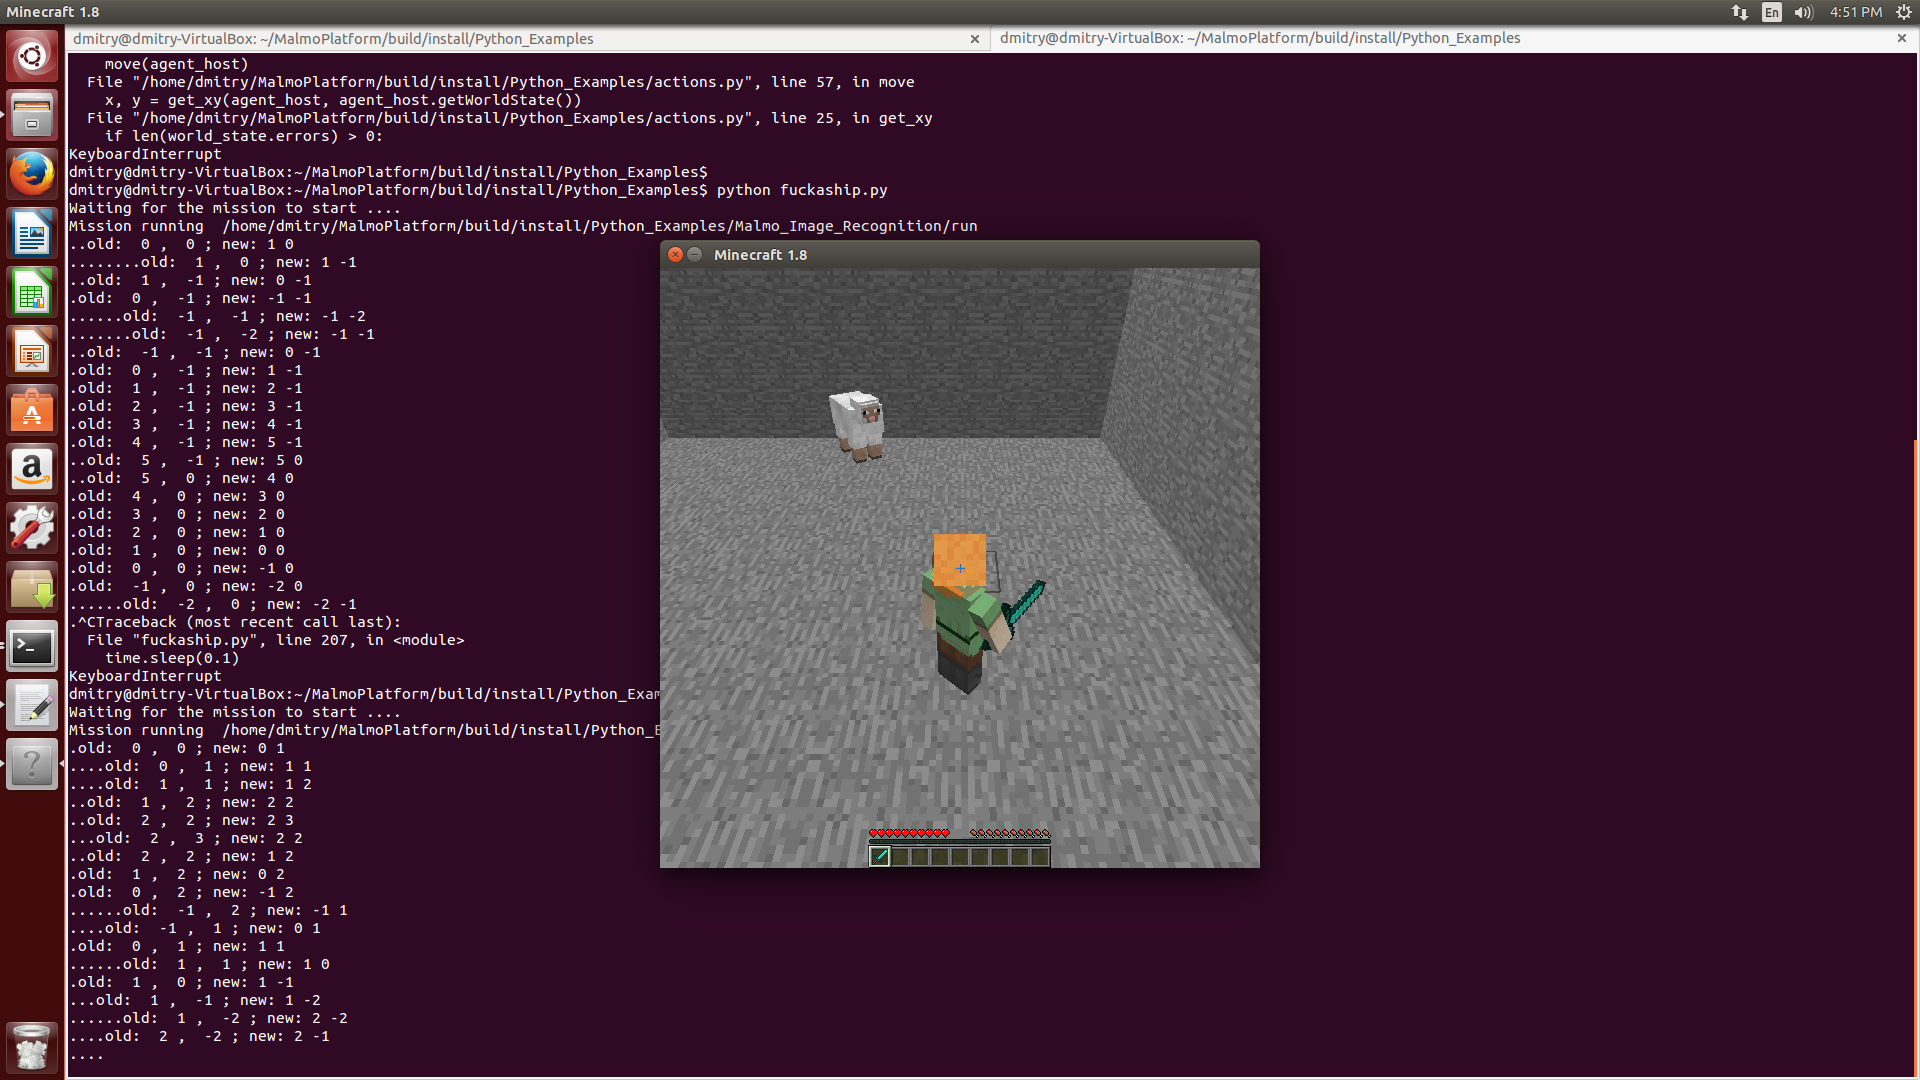 Minecraft 1.8
En
4:51 PM
dmitry@dmitry-VirtualBox: ~/MalmoPlatform/build/install/Python_Examples
dmitry@dmitry-VirtualBox: ~/MalmoPlatform/build/install/Python_Examples
move(agent_host)
File "/home/dmitry/MalmoPlatform/build/install/Python_Examples/actions.py", line 57, in move
x, y = get_xy(agent_host, agent_host.getWorldState())
File "/home/dmitry/MalmoPlatform/build/install/Python_Examples/actions.py", line 25, in get_xy
if len(world_state.errors) > 0:
KeyboardInterrupt
dmitry@dmitry-VirtualBox:~/MalmoPlatform/build/install/Python_Examples$
dmitry@dmitry-VirtualBox:~/MalmoPlatform/build/install/Python_Examples$ python fuckaship.py
Waiting for the mission to start ....
Mission running  /home/dmitry/MalmoPlatform/build/install/Python_Examples/Malmo_Image_Recognition/run
..old:  0 ,  0 ; new: 1 0
........old:  1 ,  0 ; new: 1 -1
..old:  1 ,  -1 ; new: 0 -1
.old:  0 ,  -1 ; new: -1 -1
......old:  -1 ,  -1 ; new: -1 -2
.......old:  -1 ,  -2 ; new: -1 -1
..old:  -1 ,  -1 ; new: 0 -1
.old:  0 ,  -1 ; new: 1 -1
.old:  1 ,  -1 ; new: 2 -1
.old:  2 ,  -1 ; new: 3 -1
.old:  3 ,  -1 ; new: 4 -1
.old:  4 ,  -1 ; new: 5 -1
..old:  5 ,  -1 ; new: 5 0
..old:  5 ,  0 ; new: 4 0
.old:  4 ,  0 ; new: 3 0
.old:  3 ,  0 ; new: 2 0
.old:  2 ,  0 ; new: 1 0
.old:  1 ,  0 ; new: 0 0
.old:  0 ,  0 ; new: -1 0
.old:  -1 ,  0 ; new: -2 0
......old:  -2 ,  0 ; new: -2 -1
.^CTraceback (most recent call last):
File "fuckaship.py", line 207, in <module>
time.sleep(0.1)
KeyboardInterrupt
dmitry@dmitry-VirtualBox:~/MalmoPlatform/build/install/Python_Exam
Waiting for the mission to start ....
Mission running  /home/dmitry/MalmoPlatform/build/install/Python_E
.old:  0 ,  0 ; new: 0 1
....old:  0 ,  1 ; new: 1 1
....old:  1 ,  1 ; new: 1 2
..old:  1 ,  2 ; new: 2 2
..old:  2 ,  2 ; new: 2 3
...old:  2 ,  3 ; new: 2 2
..old:  2 ,  2 ; new: 1 2
.old:  1 ,  2 ; new: 0 2
.old:  0 ,  2 ; new: -1 2
......old:  -1 ,  2 ; new: -1 1
....old:  -1 ,  1 ; new: 0 1
.old:  0 ,  1 ; new: 1 1
......old:  1 ,  1 ; new: 1 0
.old:  1 ,  0 ; new: 1 -1
...old:  1 ,  -1 ; new: 1 -2
......old:  1 ,  -2 ; new: 2 -2
....old:  2 ,  -2 ; new: 2 -1
....
Minecraft 1.8